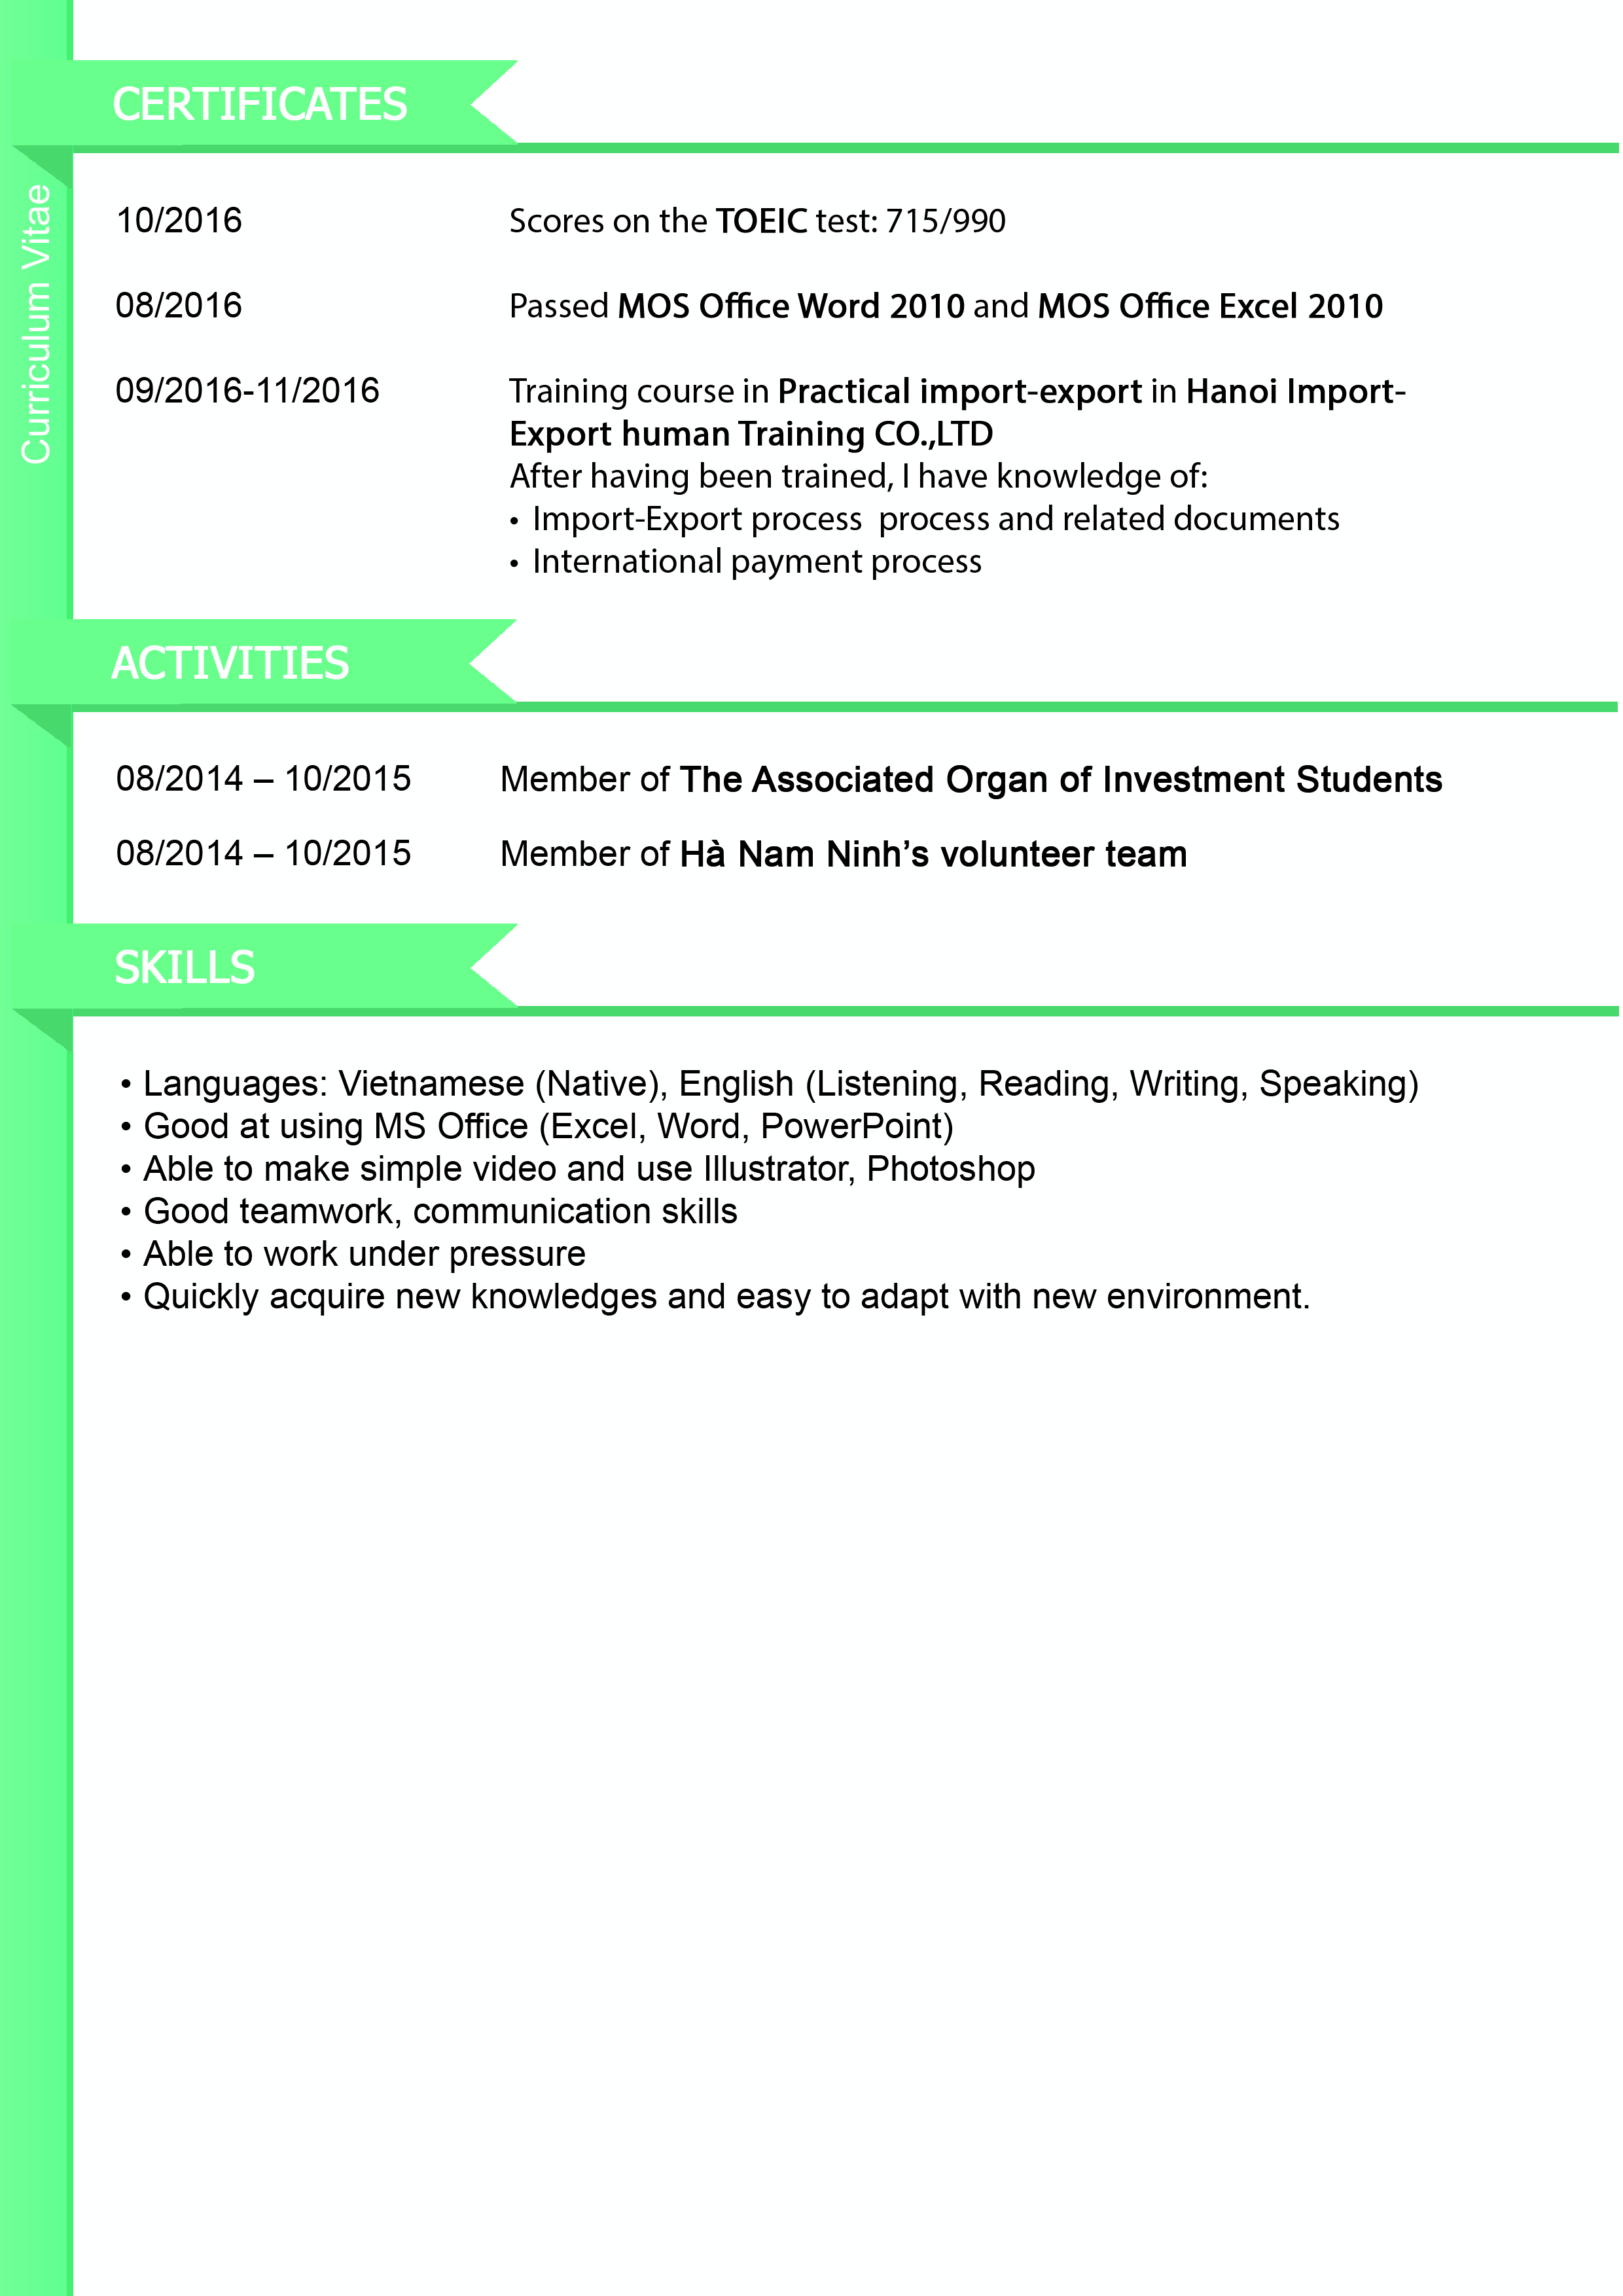 CERTIFICATES
Curriculum Vitae
10/2016 Scores on the TOEIC test: 715/990
08/2016 Passed MOS Office Word 2010 and MOS Office Excel 2010
09/2016-11/2016 Training course in Practical import-export in Hanoi Import-
Export human Training CO.,LTD
After having been trained, I have knowledge of:
• Import-Export process  process and related documents
• International payment process
ACTIVITIES
08/2014 – 10/2015 Member of The Associated Organ of Investment Students
08/2014 – 10/2015 Member of Hà Nam Ninh’s volunteer team
SKILLS
• Languages: Vietnamese (Native), English (Listening, Reading, Writing, Speaking)
• Good at using MS Office (Excel, Word, PowerPoint)
• Able to make simple video and use Illustrator, Photoshop
• Good teamwork, communication skills
• Able to work under pressure
• Quickly acquire new knowledges and easy to adapt with new environment.